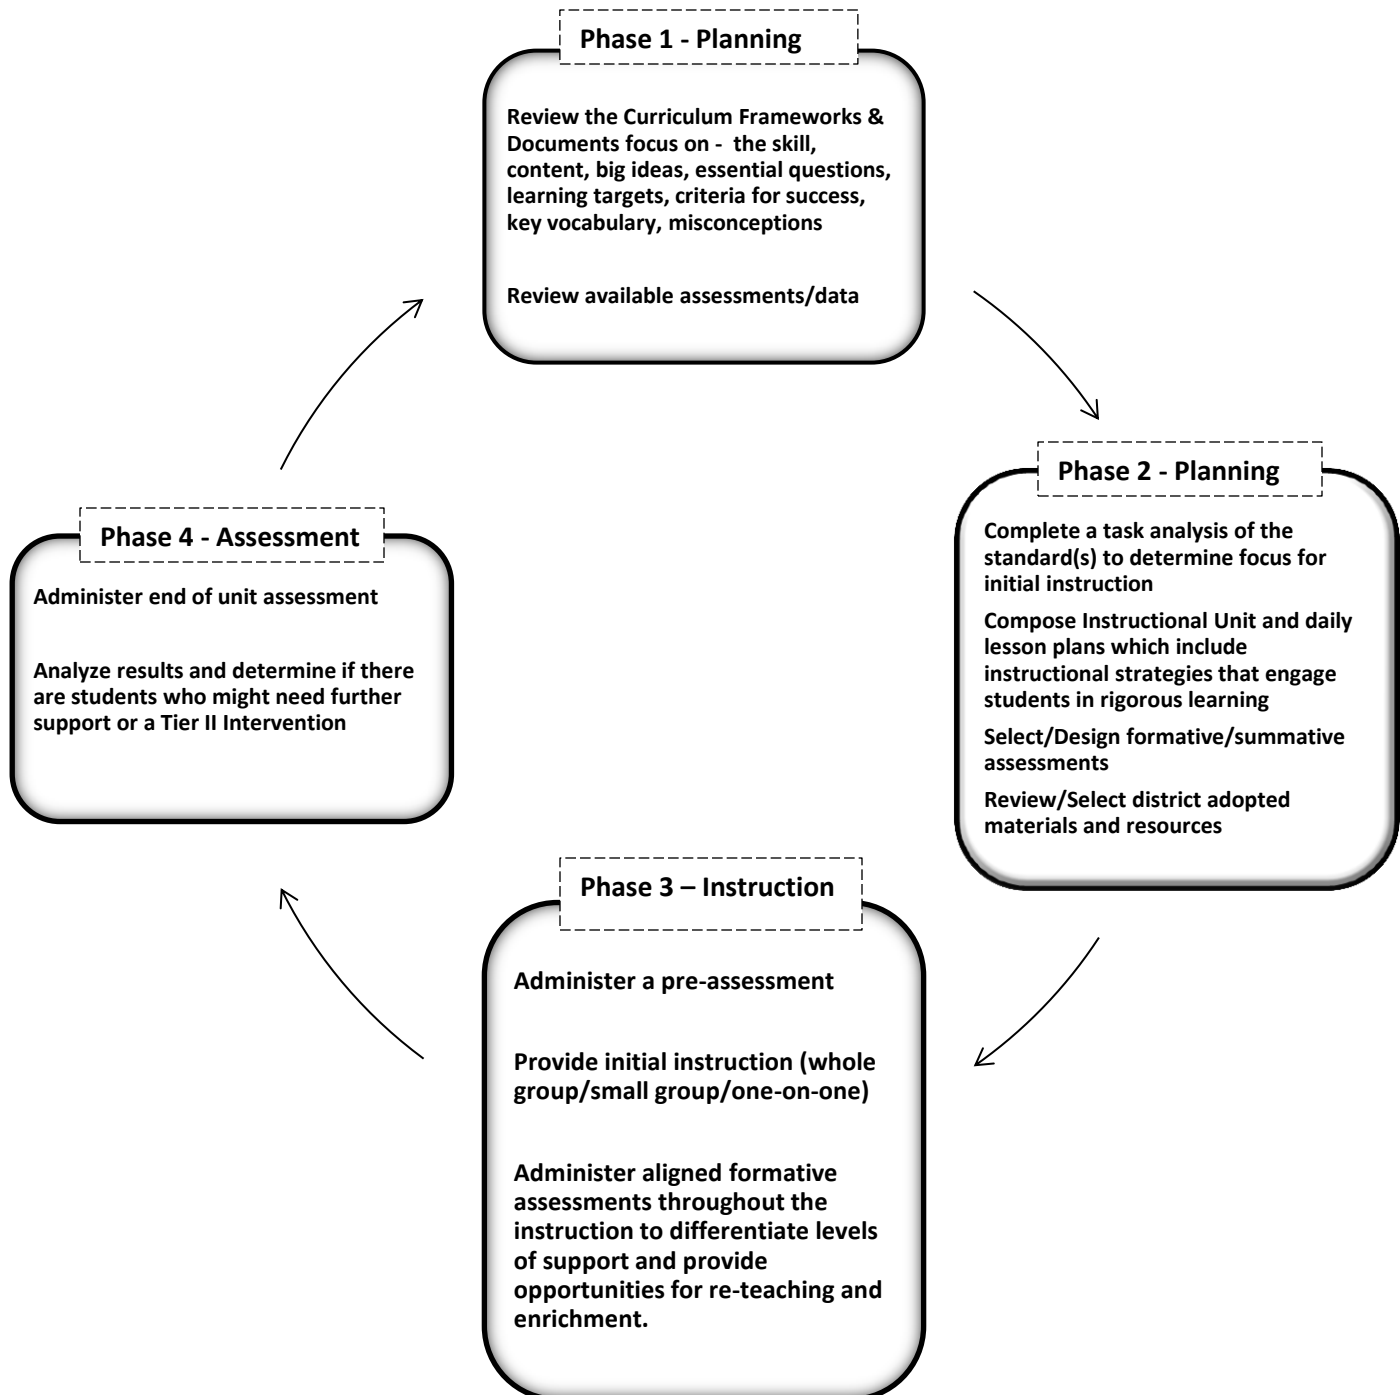 Phase 1 - Planning
Review the Curriculum Frameworks &
Documents focus on - the skill,
content, big ideas, essential questions,
learning targets, criteria for success,
key vocabulary, misconceptions
Review available assessments/data
Phase 2 - Planning
Complete a task analysis of the
standard(s) to determine focus for
initial instruction
Compose Instructional Unit and daily
lesson plans which include
instructional strategies that engage
students in rigorous learning
Select/Design formative/summative
assessments
Review/Select district adopted
materials and resources
Phase 3 – Instruction
Administer a pre-assessment
Provide initial instruction (whole
group/small group/one-on-one)
Administer aligned formative
assessments throughout the
instruction to differentiate levels
of support and provide
opportunities for re-teaching and
enrichment.
Phase 4 - Assessment
Administer end of unit assessment
Analyze results and determine if there
are students who might need further
support or a Tier II Intervention